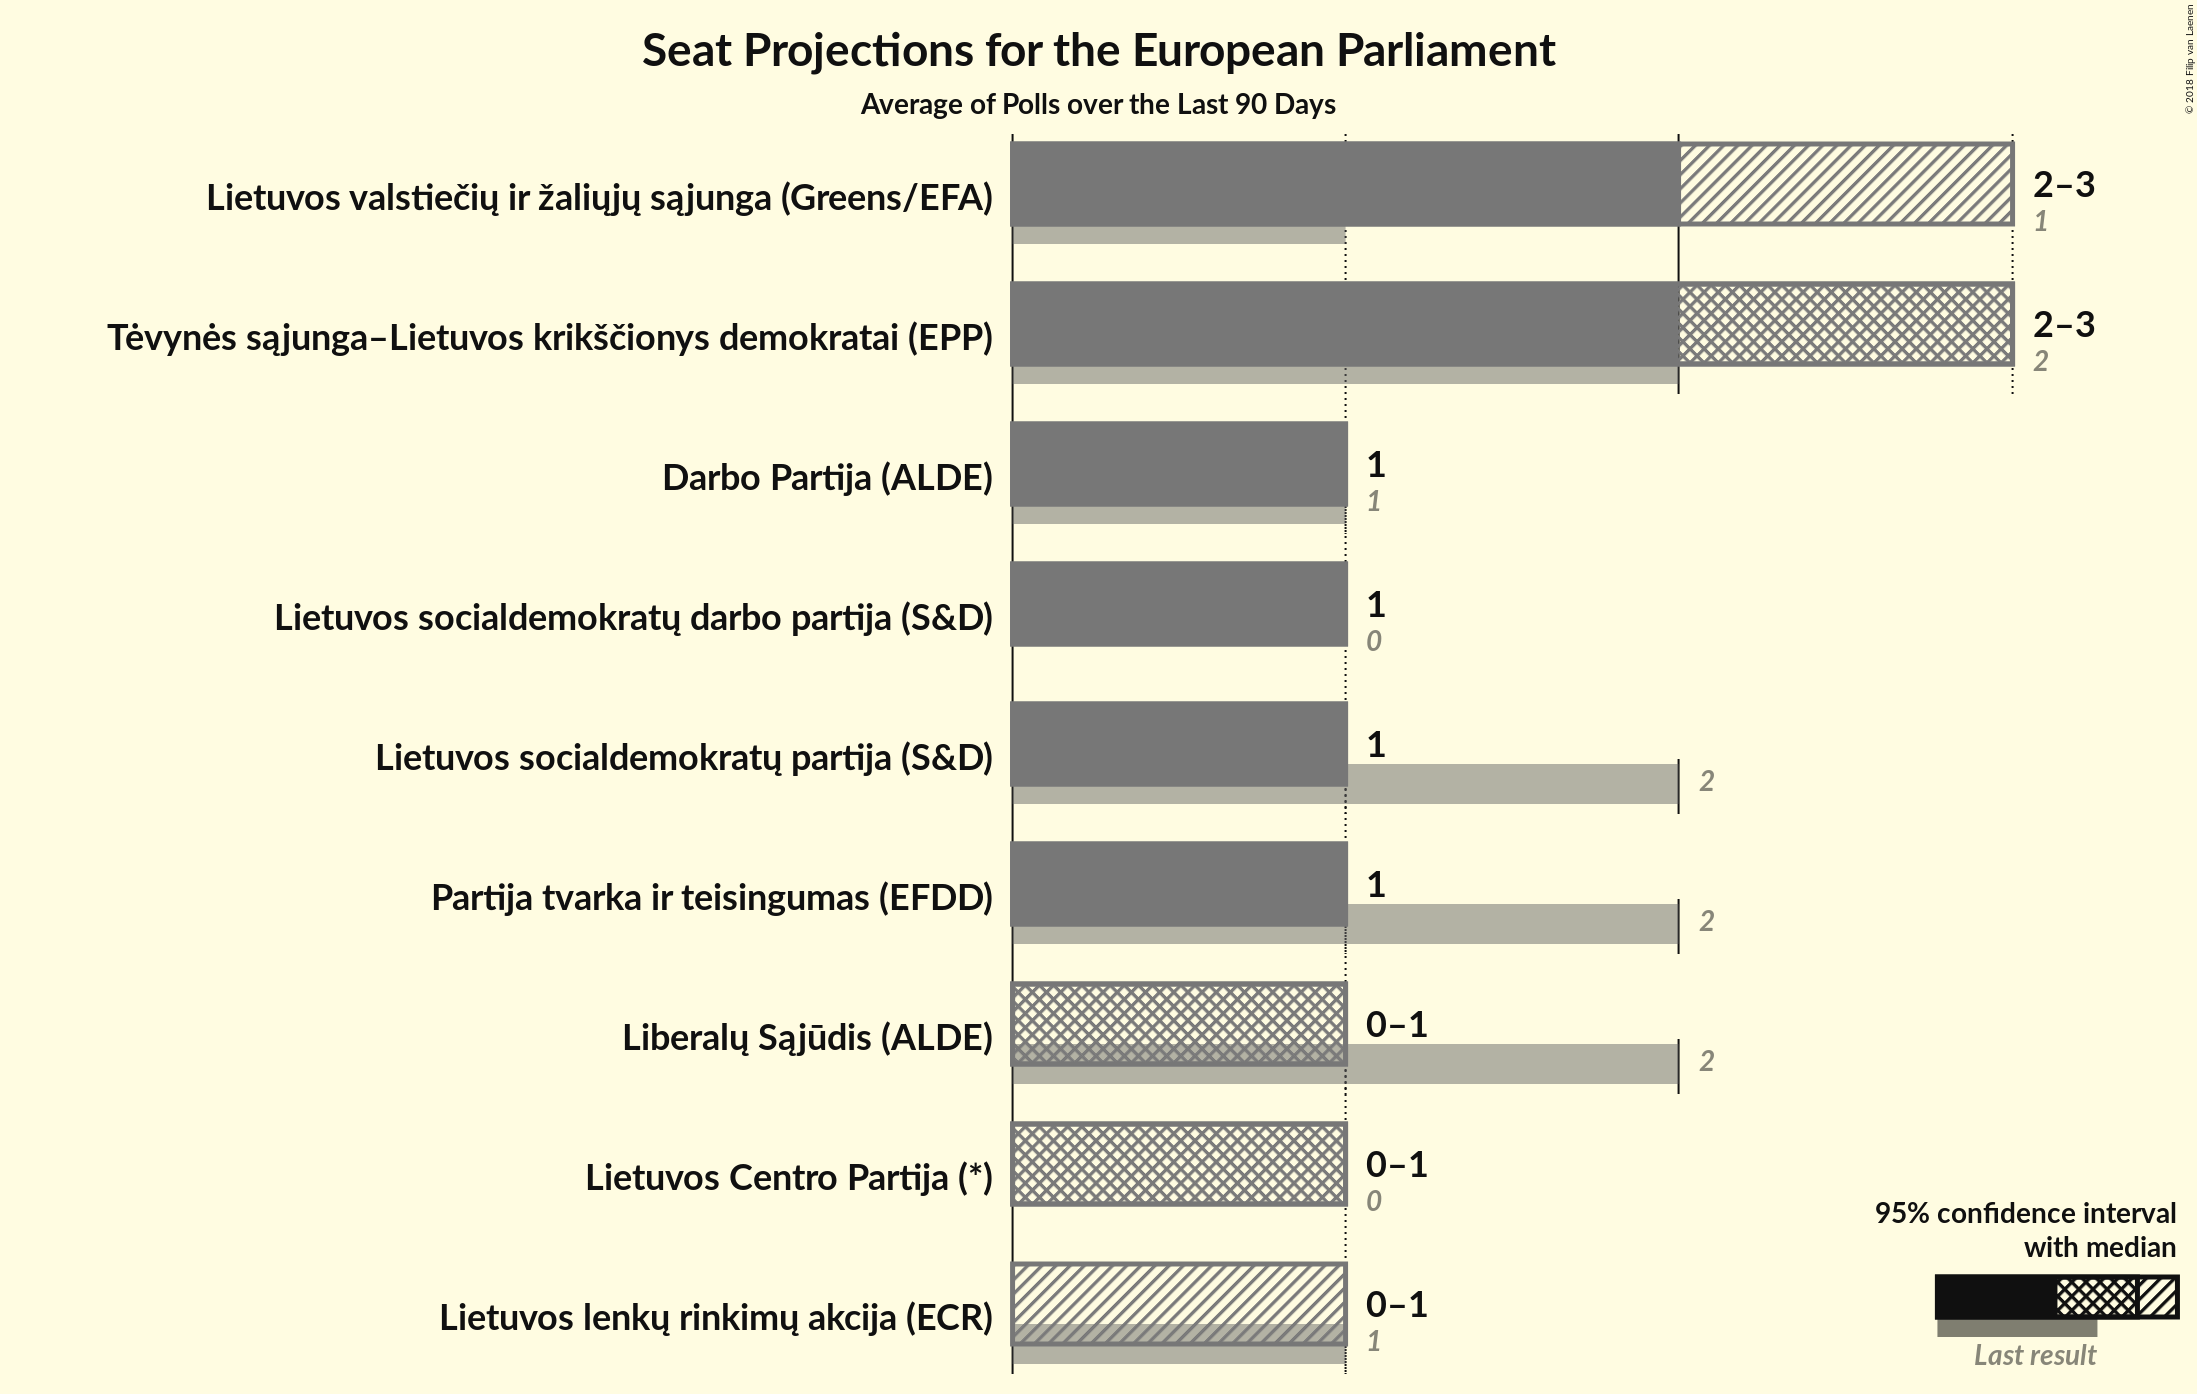 Seat Projections for the European Parliament
Average of Polls over the Last 90 Days
© 2018 Filip van Laenen
Lietuvos valstiečių ir žaliųjų sąjunga (Greens/EFA)
2–3
1
Tėvynės sąjunga–Lietuvos krikščionys demokratai (EPP)
2–3
2
Darbo Partija (ALDE)
1
1
Lietuvos socialdemokratų darbo partija (S&D)
1
0
Lietuvos socialdemokratų partija (S&D)
1
2
Partija tvarka ir teisingumas (EFDD)
1
2
Liberalų Sąjūdis (ALDE)
0–1
2
Lietuvos Centro Partija (*)
0–1
0
Lietuvos lenkų rinkimų akcija (ECR)
0–1
1
95% confidence interval
with median
Last result